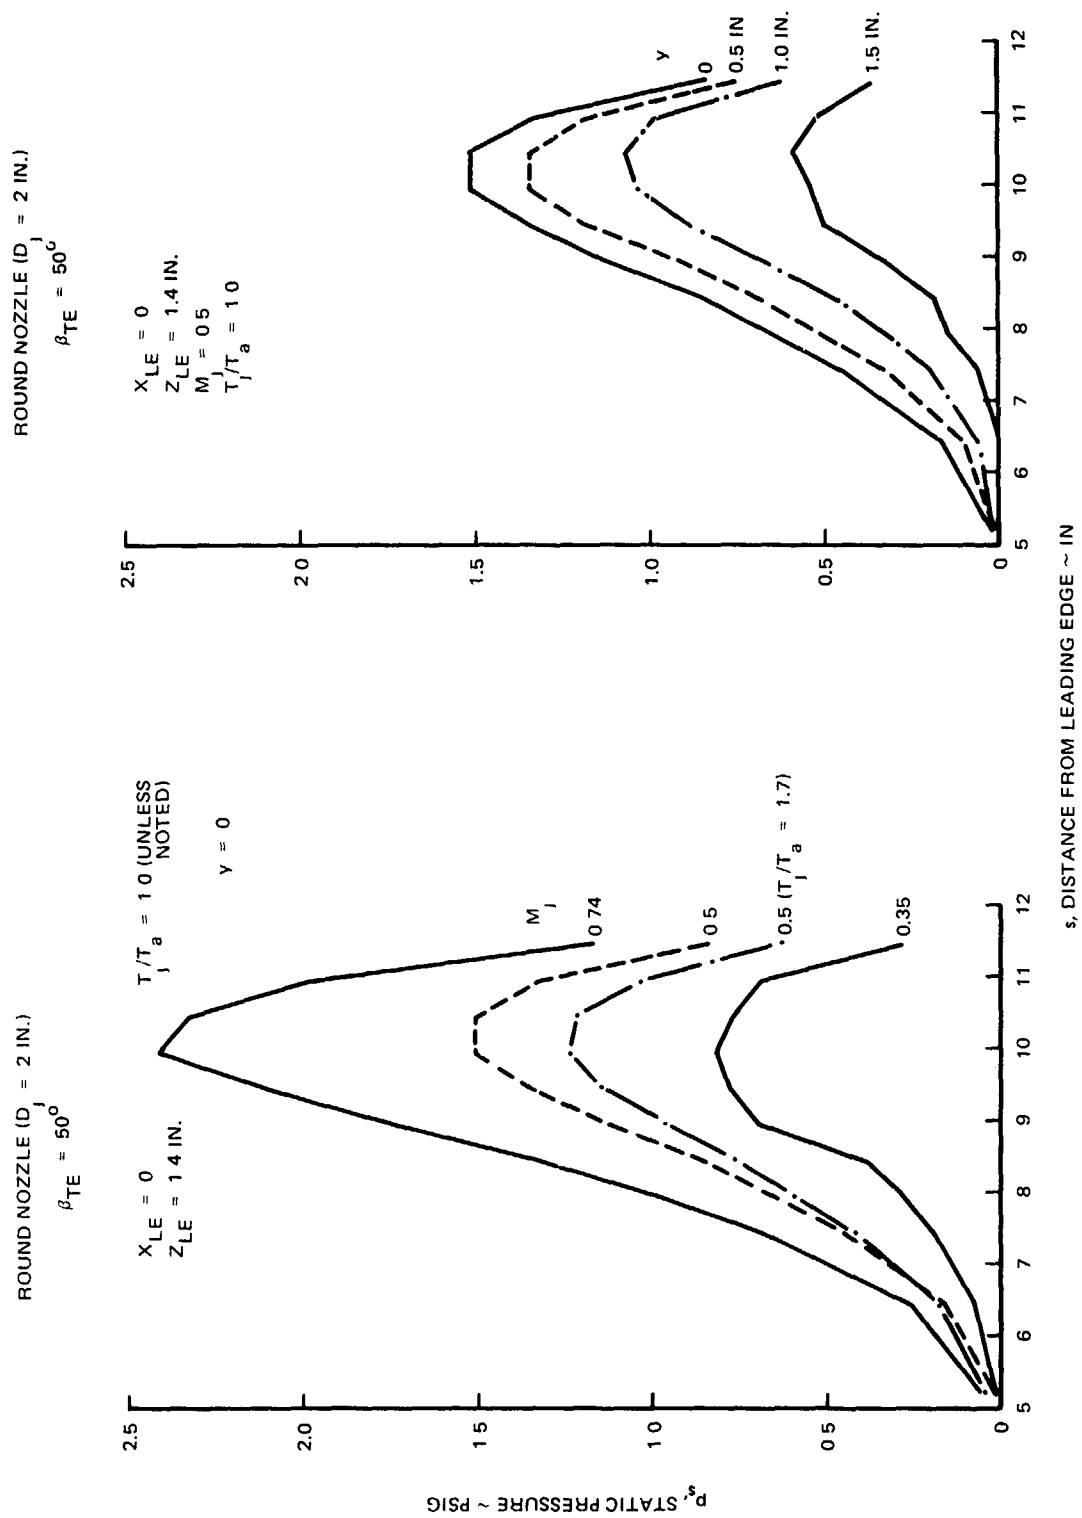 ROUND NOZZLE (D_j = 2 IN.)
β_TE = 50°
X_LE = 0
Z_LE = 1 4 IN.
T_j/T_a = 1 0 (UNLESS NOTED)
y = 0
M_j
0 74
0 5
0.5 (T_j/T_a = 1.7)
0.35
2.5
2.0
1 5
1 0
0 5
0
5
6
7
8
9
10
11
12
p_s, STATIC PRESSURE ~ PSIG
ROUND NOZZLE (D_j = 2 IN.)
β_TE = 50°
X_LE = 0
Z_LE = 1.4 IN.
M_j = 0 5
T_j/T_a = 1 0
y
0
0.5 IN
1.0 IN.
1.5 IN.
2.5
2.0
1.5
1.0
0.5
0
5
6
7
8
9
10
11
12
s, DISTANCE FROM LEADING EDGE ~ IN